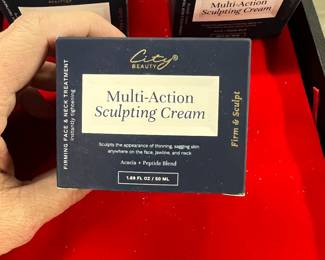 City®
BEAUTY
Multi-Action
Sculpting Cream
Sculpts the appearance of thinning, sagging skin
anywhere on the face, jawline, and neck
Acacia + Peptide Blend
1.69 FL OZ / 50 ML
FIRMING FACE & NECK TREATMENT
instantly tightening
Firm & Sculpt
Sculpting Cream